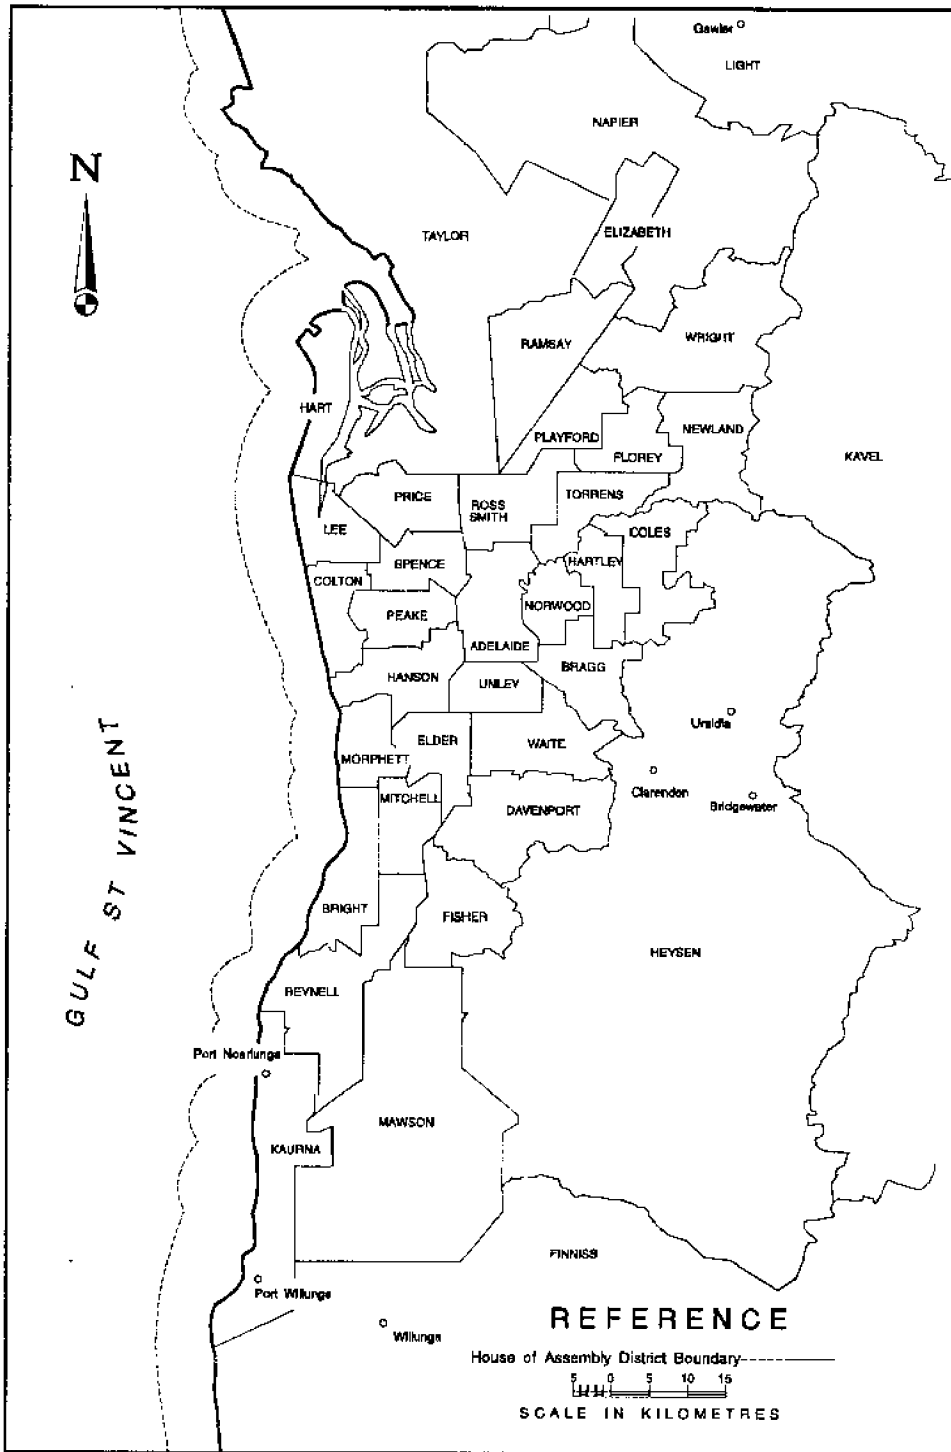 Gawler
LIGHT
NAPIER
N
TAYLOR
ELIZABETH
RAMSAY
WRIGHT
HART
PLAYFORD
NEWLAND
FLOREY
KAVEL
PRICE
ROSS
SMITH
TORRENS
LEE
COLES
SPENCE
HARTLEY
COLTON
PEAKE
NORWOOD
ADELAIDE
HANSON
UNLEY
BRAGG
Uraidla
ELDER
WAITE
MORPHETT
Clarendon
Bridgewater
MITCHELL
DAVENPORT
GULF ST VINCENT
BRIGHT
FISHER
HEYSEN
REYNELL
Port Noarlunga
MAWSON
KAURNA
FINNISS
Port Willunga
Willunga
REFERENCE
House of Assembly District Boundary
5 0 5 10 15
SCALE IN KILOMETRES